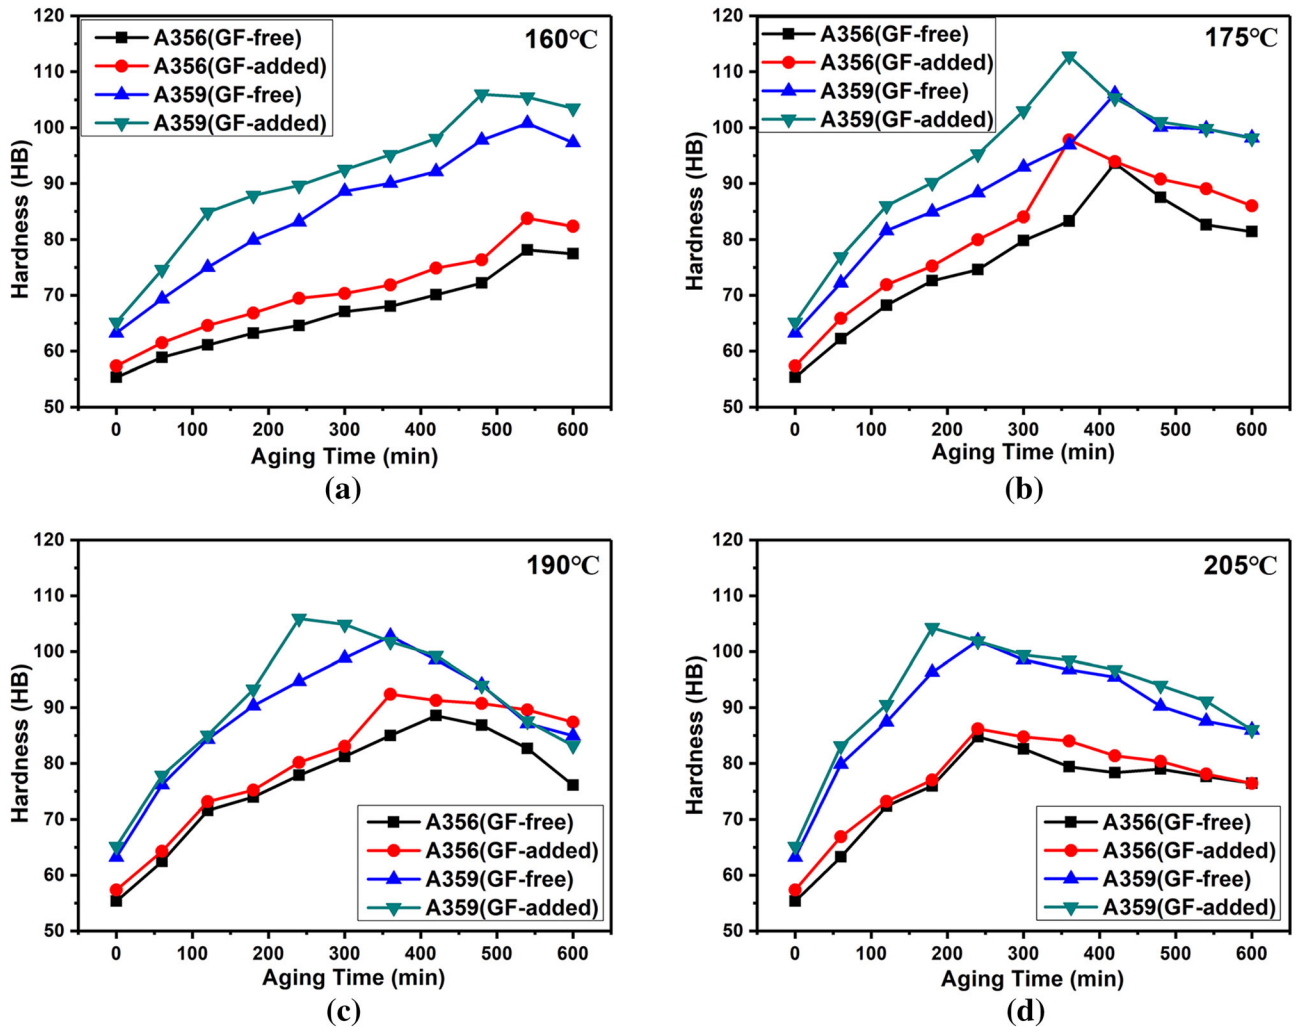 120
110
100
90
80
70
60
50
Hardness (HB)
A356(GF-free)
A356(GF-added)
A359(GF-free)
A359(GF-added)
160℃
0 100 200 300 400 500 600
Aging Time (min)
(a)
120
110
100
90
80
70
60
50
Hardness (HB)
A356(GF-free)
A356(GF-added)
A359(GF-free)
A359(GF-added)
175℃
0 100 200 300 400 500 600
Aging Time (min)
(b)
120
110
100
90
80
70
60
50
Hardness (HB)
190℃
A356(GF-free)
A356(GF-added)
A359(GF-free)
A359(GF-added)
0 100 200 300 400 500 600
Aging Time (min)
(c)
120
110
100
90
80
70
60
50
Hardness (HB)
205℃
A356(GF-free)
A356(GF-added)
A359(GF-free)
A359(GF-added)
0 100 200 300 400 500 600
Aging Time (min)
(d)